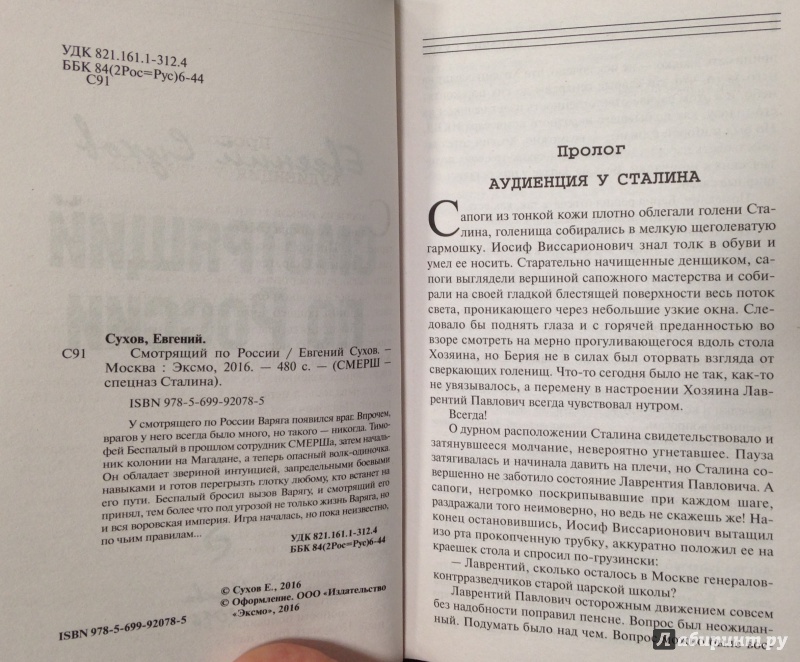 УДК 821.161.1-312.4
ББК 84(2Рос=Рус)6-44
С91
Сухов, Евгений.
С91 Смотрящий по России / Евгений Сухов. –
Москва : Эксмо, 2016. — 480 с. — (СМЕРШ –
спецназ Сталина).
ISBN 978-5-699-92078-5
У смотрящего по России Варяга появился враг. Впрочем,
врагов у него всегда было много, но такого — никогда. Тимо-
фей Беспалый в прошлом сотрудник СМЕРШа, затем началь-
ник колонии на Магадане, а теперь опасный волк-одиночка.
Он обладает звериной интуицией, запредельными боевыми
навыками и готов перегрызть глотку любому, кто встанет на
его пути. Беспалый бросил вызов Варягу, и смотрящий его
принял, тем более что под угрозой не только жизнь Варяга, но
и вся воровская империя. Игра началась, но пока неизвестно,
по чьим правилам...
УДК 821.161.1-312.4
ББК 84(2Рос=Рус)6-44
© Сухов Е., 2016
© Оформление. ООО «Издательство
«Эксмо», 2016
ISBN 978-5-699-92078-5
Пролог
АУДИЕНЦИЯ У СТАЛИНА
Сапоги из тонкой кожи плотно облегали голени Ста-
лина, голенища собирались в мелкую щеголеватую
гармошку. Иосиф Виссарионович знал толк в обуви и
умел ее носить. Старательно начищенные денщиком, са-
поги выглядели вершиной сапожного мастерства и соби-
рали на своей гладкой блестящей поверхности весь поток
света, проникающего через небольшие узкие окна. Следо-
вало бы поднять глаза и с горячей преданностью во
взоре смотреть на мерно прогуливающегося вдоль стола
Хозяина, но Берия не в силах был оторвать взгляда от
сверкающих голенищ. Что-то сегодня было не так, как-то
не увязывалось, а перемену в настроении Хозяина Лав-
рентий Павлович всегда чувствовал нутром.
Всегда!
О дурном расположении Сталина свидетельствовало и
затянувшееся молчание, невероятно угнетавшее. Пауза
затягивалась и начинала давить на плечи, но Сталина со-
вершенно не заботило состояние Лаврентия Павловича. А
сапоги, негромко поскрипывавшие при каждом шаге,
раздражали того неимоверно, но ведь не скажешь же! На-
конец остановившись, Иосиф Виссарионович вытащил
изо рта прокопченную трубку, аккуратно положил ее на
краешек стола и спросил по-грузински:
— Лаврентий, сколько осталось в Москве генералов-
контрразведчиков старой царской школы?
Лаврентий Павлович осторожным движением совсем
без надобности поправил пенсне. Вопрос был неожидан-
ный. Подумать было над чем. Вопрос
Лабиринт.ру